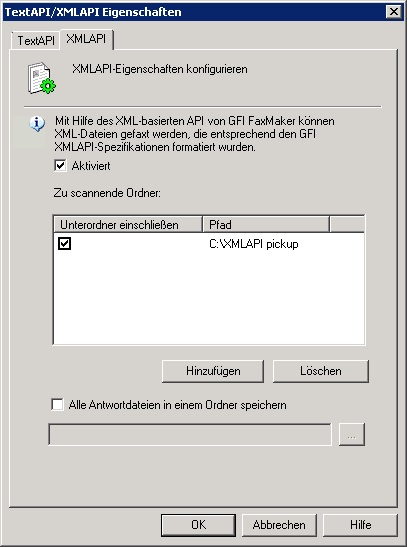 TextAPI/XMLAPI Eigenschaften
TextAPI XMLAPI
XMLAPI-Eigenschaften konfigurieren
Mit Hilfe des XML-basierten API von GFI FaxMaker können
XML-Dateien gefaxt werden, die entsprechend den GFI
XMLAPI-Spezifikationen formatiert wurden.
Aktiviert
Zu scannende Ordner:
Unterordner einschließen Pfad
C:\XMLAPI pickup
Hinzufügen Löschen
Alle Antwortdateien in einem Ordner speichern
...
OK Abbrechen Hilfe